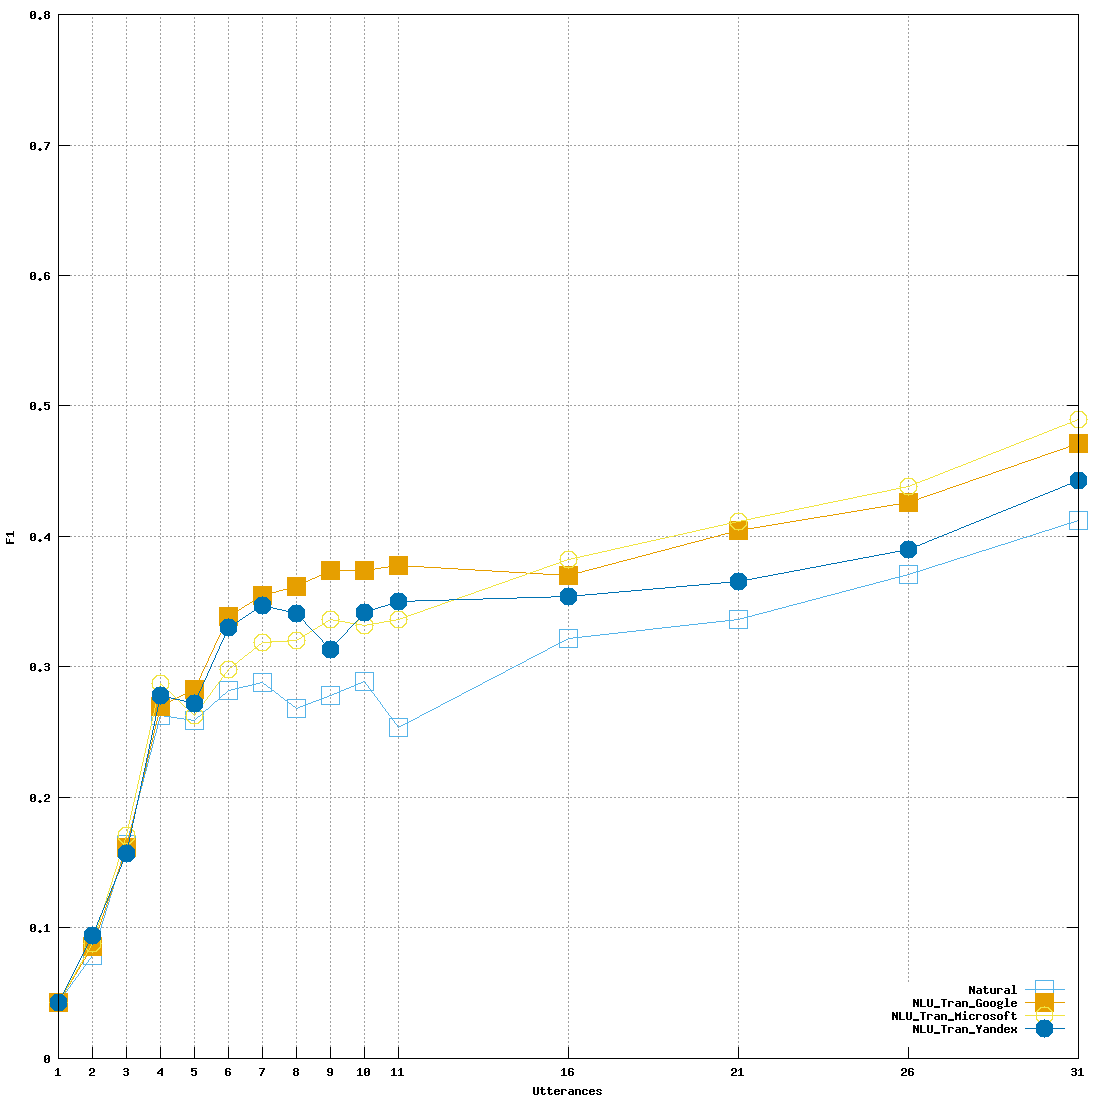 0.8
0.7
0.6
0.5
0.4
0.3
0.2
0.1
0
F1
1 2 3 4 5 6 7 8 9 10 11 16 21 26 31
Utterances
Natural
NLU_Tran_Google
NLU_Tran_Microsoft
NLU_Tran_Yandex